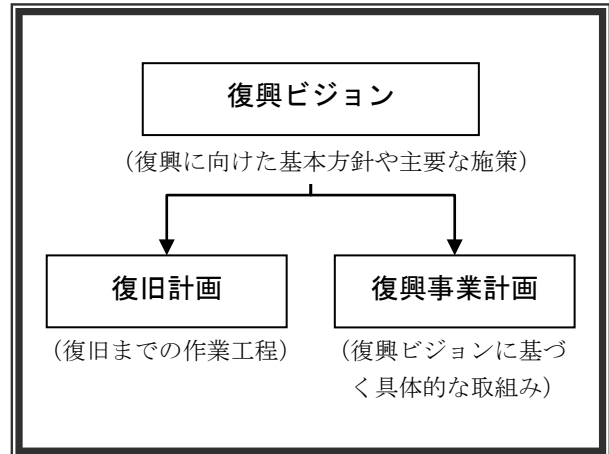 復興ビジョン
（復興に向けた基本方針や主要な施策）
復旧計画
（復旧までの作業工程）
復興事業計画
（復興ビジョンに基づ
く具体的な取組み）